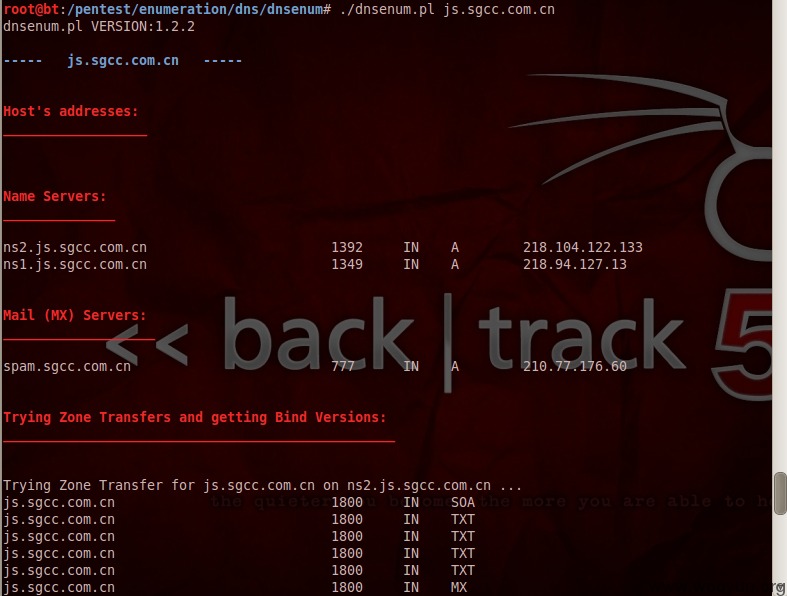 root@bt:/pentest/enumeration/dns/dnsenum# ./dnsenum.pl js.sgcc.com.cn
dnsenum.pl VERSION:1.2.2
----- js.sgcc.com.cn -----
Host's addresses:
Name Servers:
ns2.js.sgcc.com.cn 1392 IN A 218.104.122.133
ns1.js.sgcc.com.cn 1349 IN A 218.94.127.13
Mail (MX) Servers:
<< back | track 5
spam.sgcc.com.cn 777 IN A 210.77.176.60
Trying Zone Transfers and getting Bind Versions:
Trying Zone Transfer for js.sgcc.com.cn on ns2.js.sgcc.com.cn ...
the quieter you become, the more you are able to
js.sgcc.com.cn 1800 IN SOA
js.sgcc.com.cn 1800 IN TXT
js.sgcc.com.cn 1800 IN TXT
js.sgcc.com.cn 1800 IN TXT
js.sgcc.com.cn 1800 IN TXT
js.sgcc.com.cn 1800 IN MX